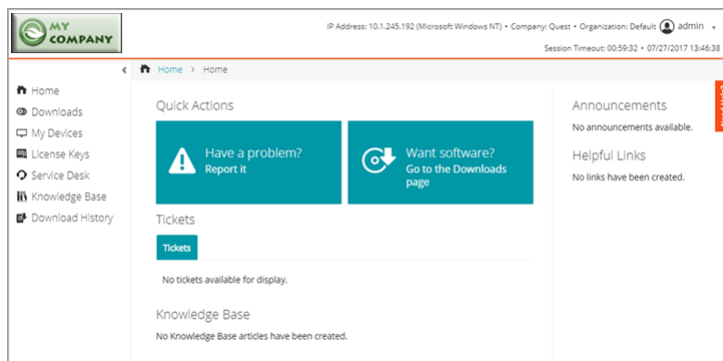 MY
COMPANY
IP Address: 10.1.245.192 (Microsoft Windows NT) • Company: Quest • Organization: Default admin
Session Timeout: 00:59:32 • 07/27/2017 13:46:38
Home > Home
Home
Downloads
My Devices
License Keys
Service Desk
Knowledge Base
Download History
Quick Actions
Have a problem?
Report it
Want software?
Go to the Downloads
page
Tickets
Tickets
No tickets available for display.
Knowledge Base
No Knowledge Base articles have been created.
Announcements
No announcements available.
Helpful Links
No links have been created.